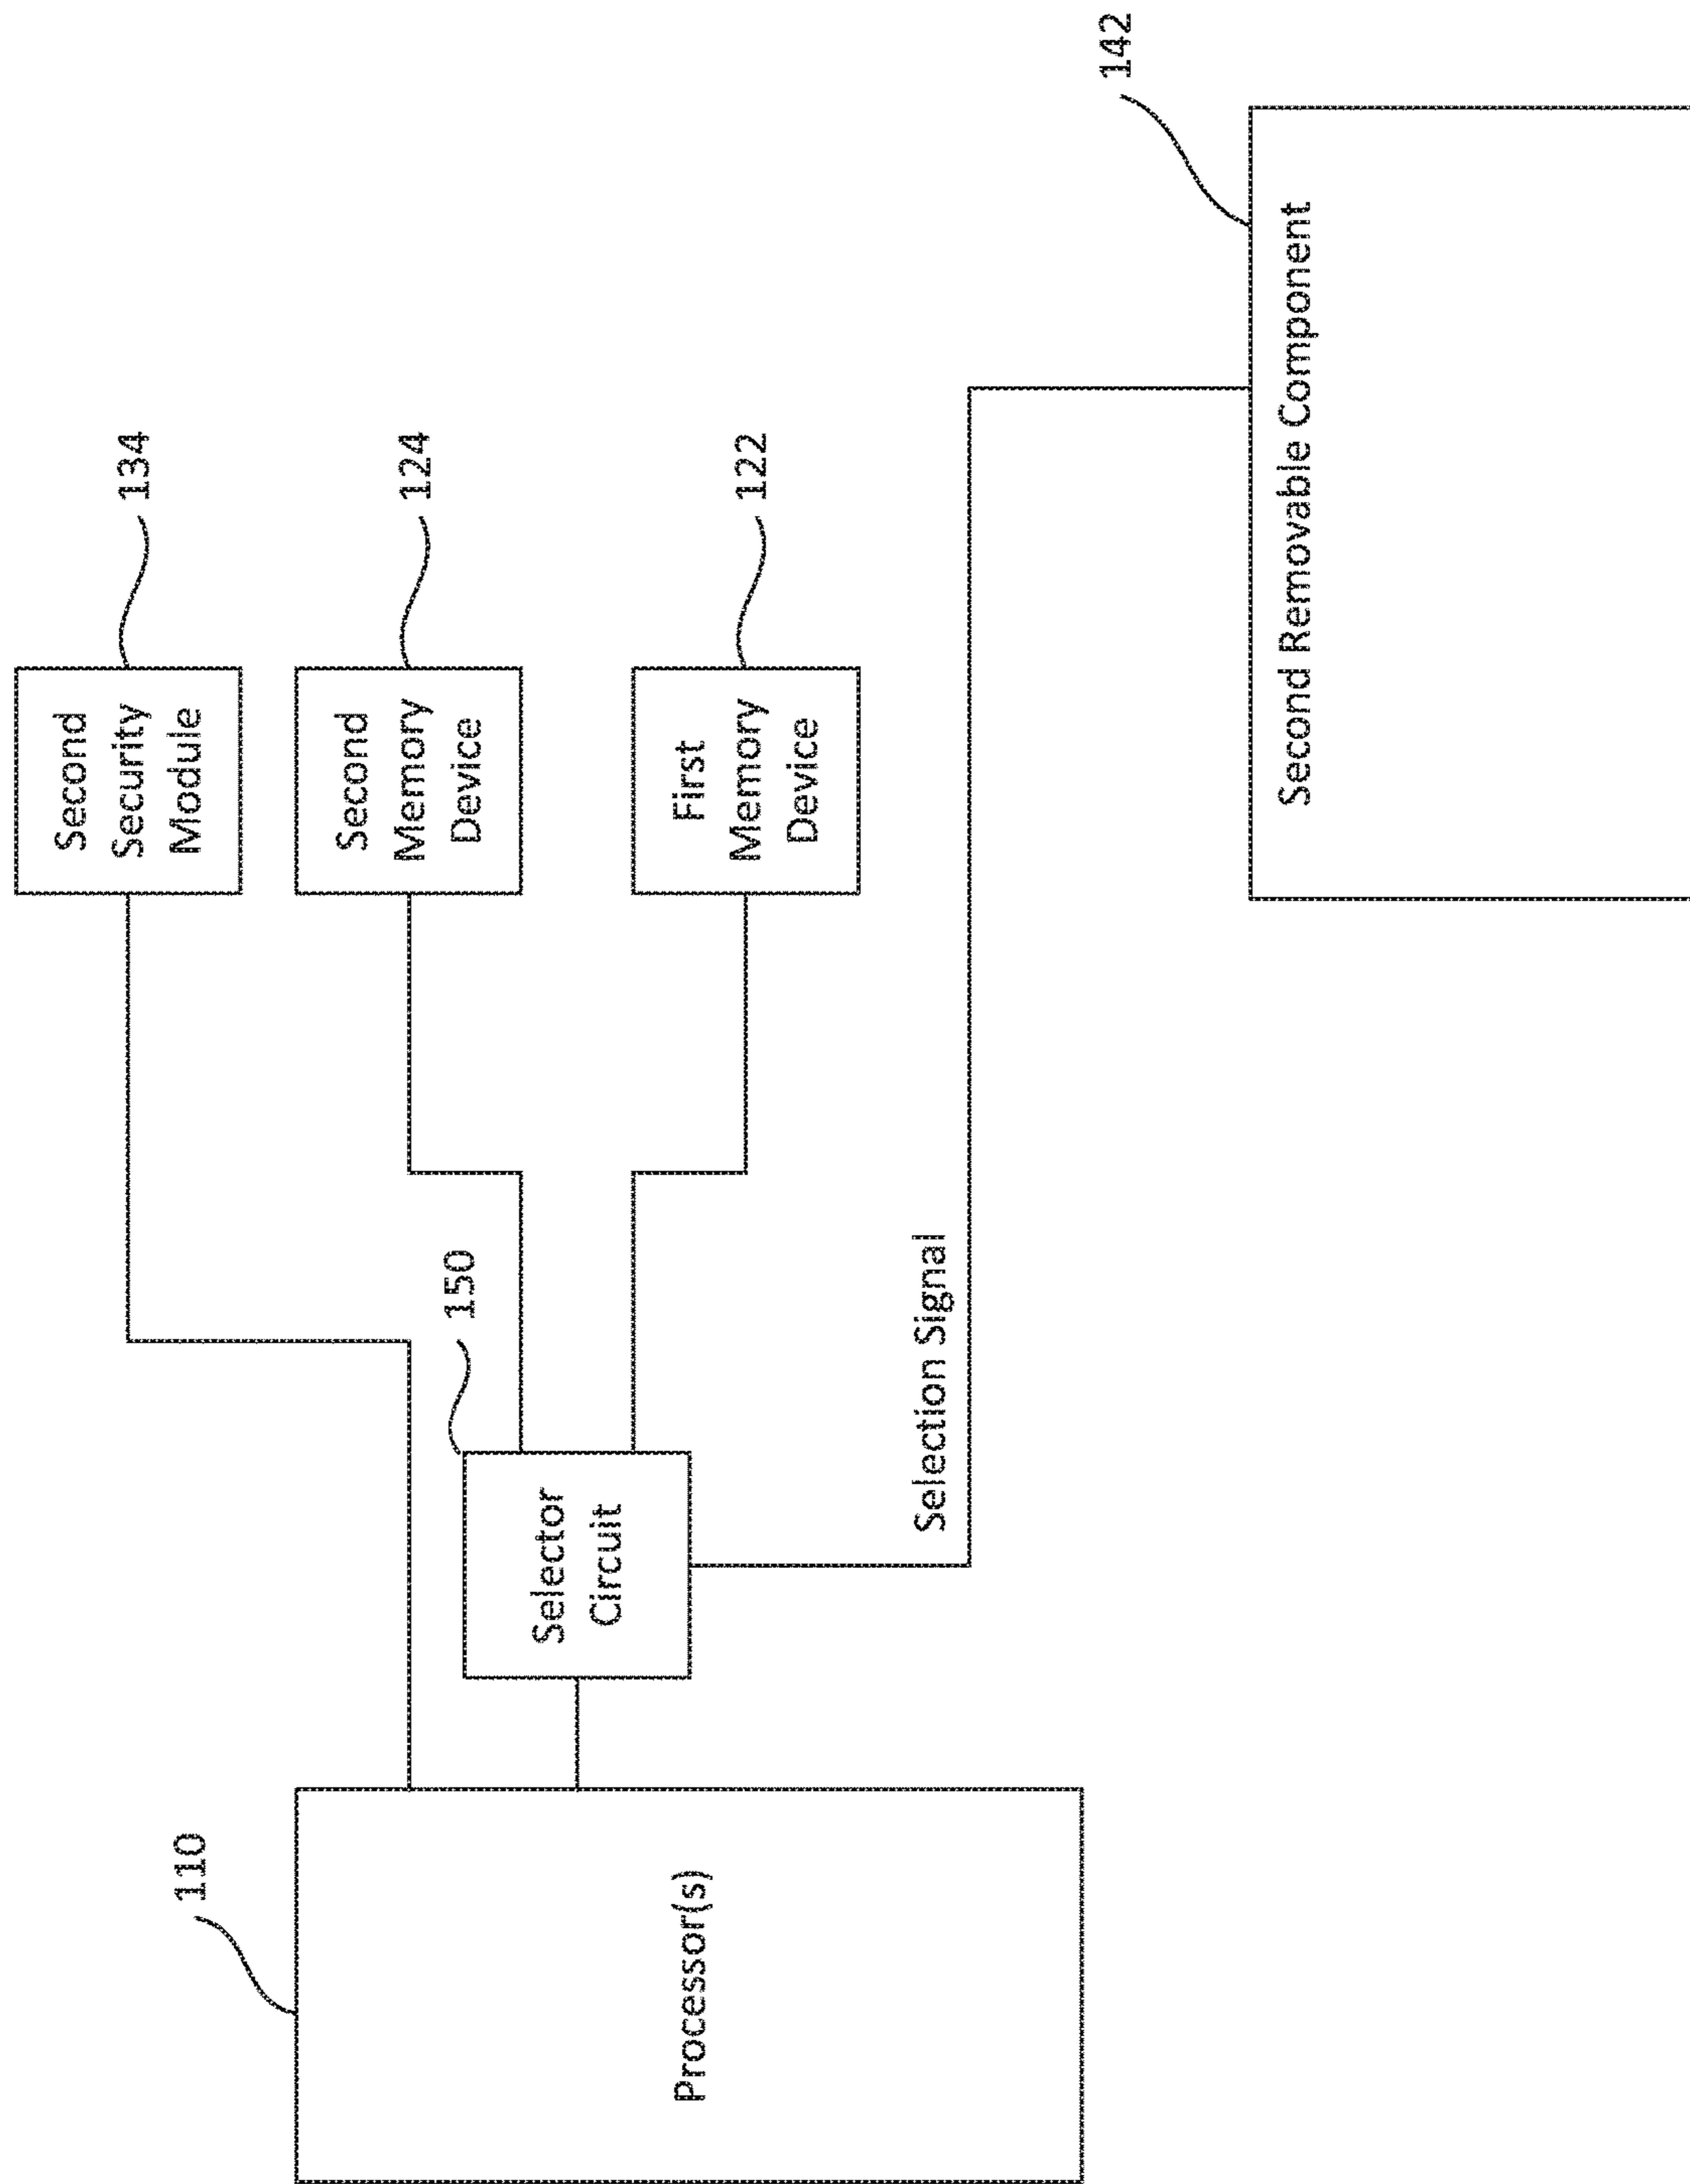 110
Processor(s)
Selector
Circuit
150
Selection Signal
Second
Security
Module
134
Second
Memory
Device
124
First
Memory
Device
122
Second Removable Component
142